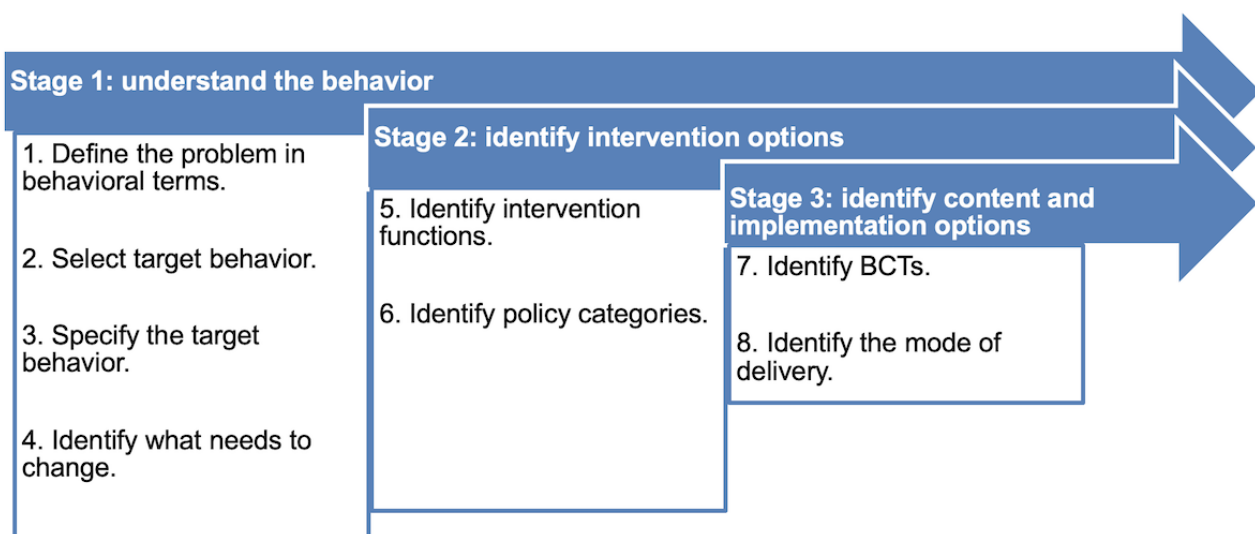 Stage 1: understand the behavior
1. Define the problem in
behavioral terms.
2. Select target behavior.
3. Specify the target
behavior.
4. Identify what needs to
change.
Stage 2: identify intervention options
5. Identify intervention
functions.
6. Identify policy categories.
Stage 3: identify content and
implementation options
7. Identify BCTs.
8. Identify the mode of
delivery.